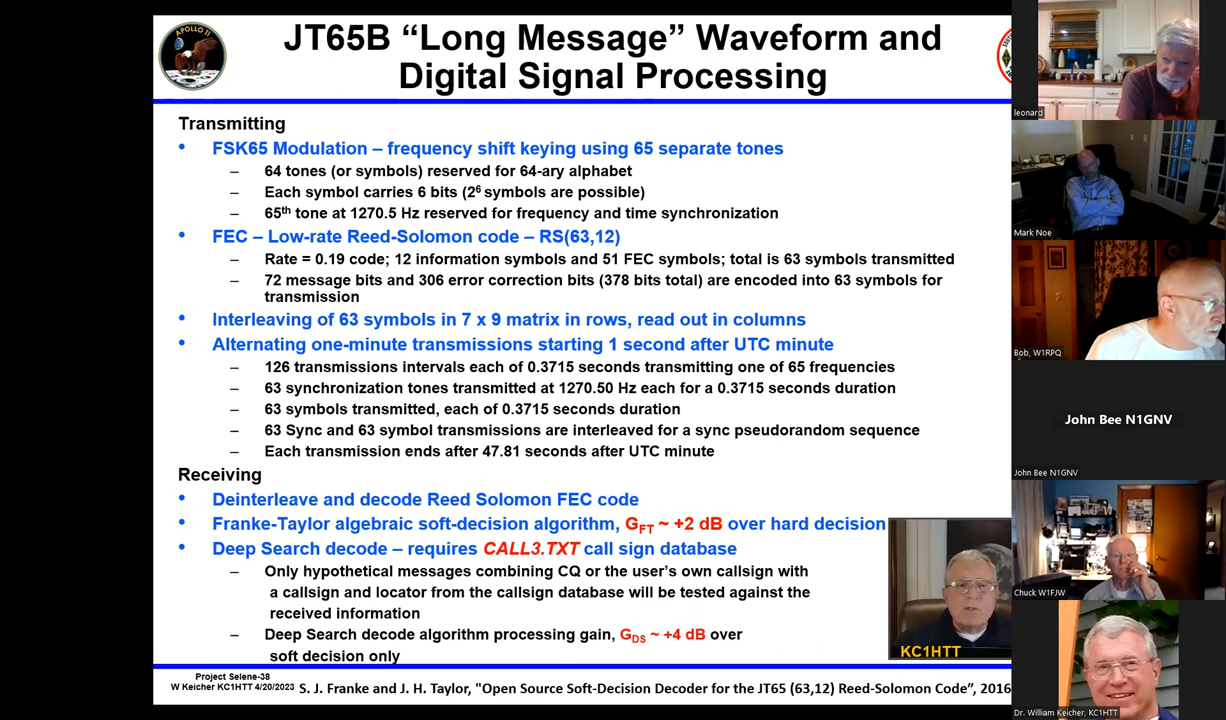 APOLLO 11
JT65B “Long Message” Waveform and
Digital Signal Processing
Transmitting
• FSK65 Modulation – frequency shift keying using 65 separate tones
– 64 tones (or symbols) reserved for 64-ary alphabet
– Each symbol carries 6 bits (2⁶ symbols are possible)
– 65th tone at 1270.5 Hz reserved for frequency and time synchronization
• FEC – Low-rate Reed-Solomon code – RS(63,12)
– Rate = 0.19 code; 12 information symbols and 51 FEC symbols; total is 63 symbols transmitted
– 72 message bits and 306 error correction bits (378 bits total) are encoded into 63 symbols for
transmission
• Interleaving of 63 symbols in 7 x 9 matrix in rows, read out in columns
• Alternating one-minute transmissions starting 1 second after UTC minute
– 126 transmissions intervals each of 0.3715 seconds transmitting one of 65 frequencies
– 63 synchronization tones transmitted at 1270.50 Hz each for a 0.3715 seconds duration
– 63 symbols transmitted, each of 0.3715 seconds duration
– 63 Sync and 63 symbol transmissions are interleaved for a sync pseudorandom sequence
– Each transmission ends after 47.81 seconds after UTC minute
Receiving
• Deinterleave and decode Reed Solomon FEC code
• Franke-Taylor algebraic soft-decision algorithm, GFT ~ +2 dB over hard decision
• Deep Search decode – requires CALL3.TXT call sign database
– Only hypothetical messages combining CQ or the user’s own callsign with
a callsign and locator from the callsign database will be tested against the
received information
– Deep Search decode algorithm processing gain, GDS ~ +4 dB over
soft decision only
Project Selene-38
W Keicher KC1HTT 4/20/2023
S. J. Franke and J. H. Taylor, "Open Source Soft-Decision Decoder for the JT65 (63,12) Reed-Solomon Code”, 2016
KC1HTT
leonard
Mark Noe
Bob, W1RPQ
John Bee N1GNV
John Bee N1GNV
Chuck W1FJW
Dr. William Keicher, KC1HTT